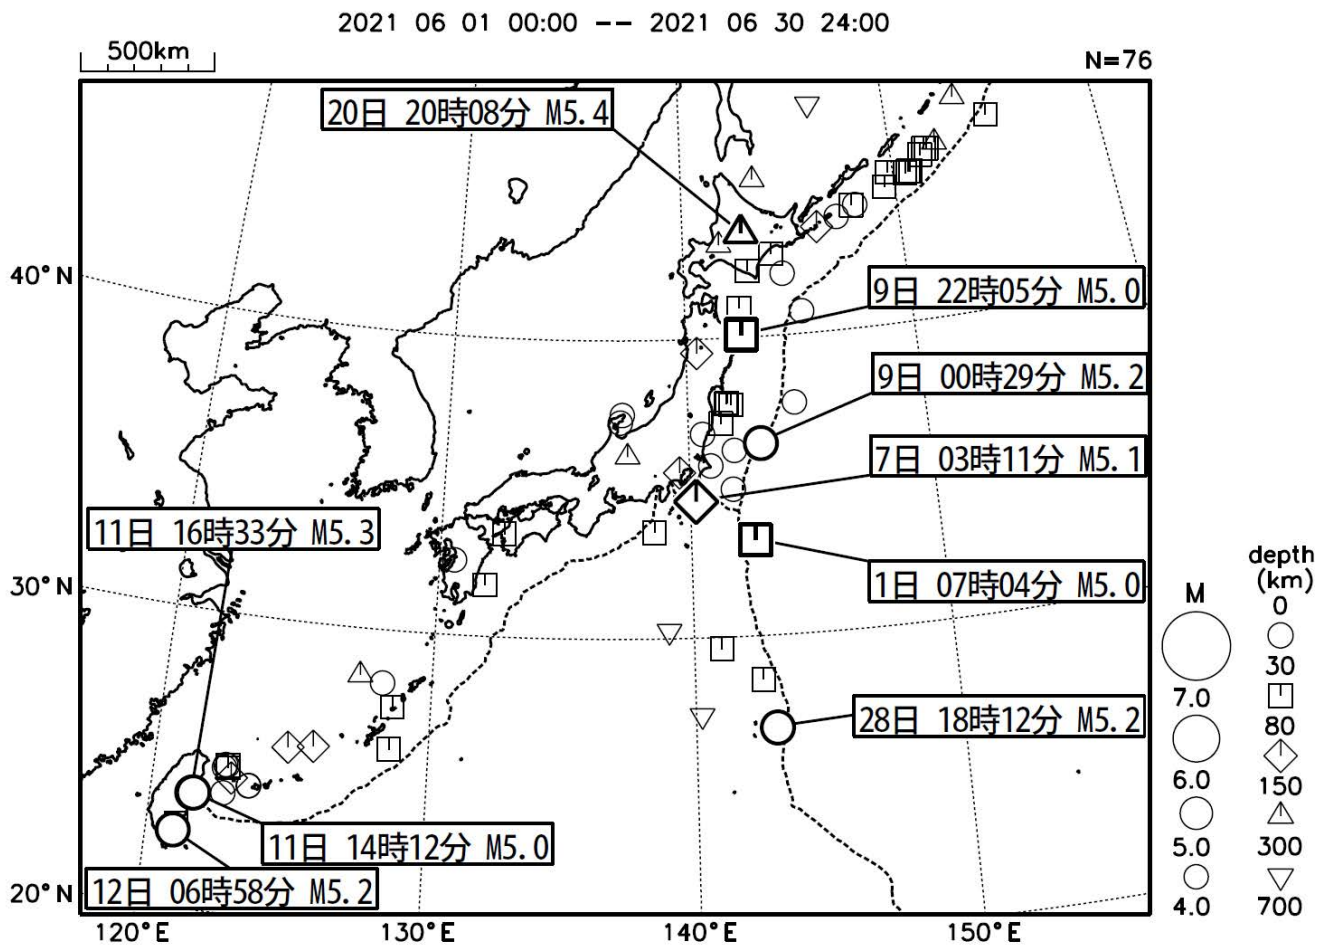 2021 06 01 00:00 -- 2021 06 30 24:00
500km
N=76
20日 20時08分 M5.4
40°N
9日 22時05分 M5.0
9日 00時29分 M5.2
7日 03時11分 M5.1
11日 16時33分 M5.3
1日 07時04分 M5.0
30°N
28日 18時12分 M5.2
11日 14時12分 M5.0
12日 06時58分 M5.2
20°N
120°E
130°E
140°E
150°E
M
7.0
6.0
5.0
4.0
depth
(km)
0
30
80
150
300
700